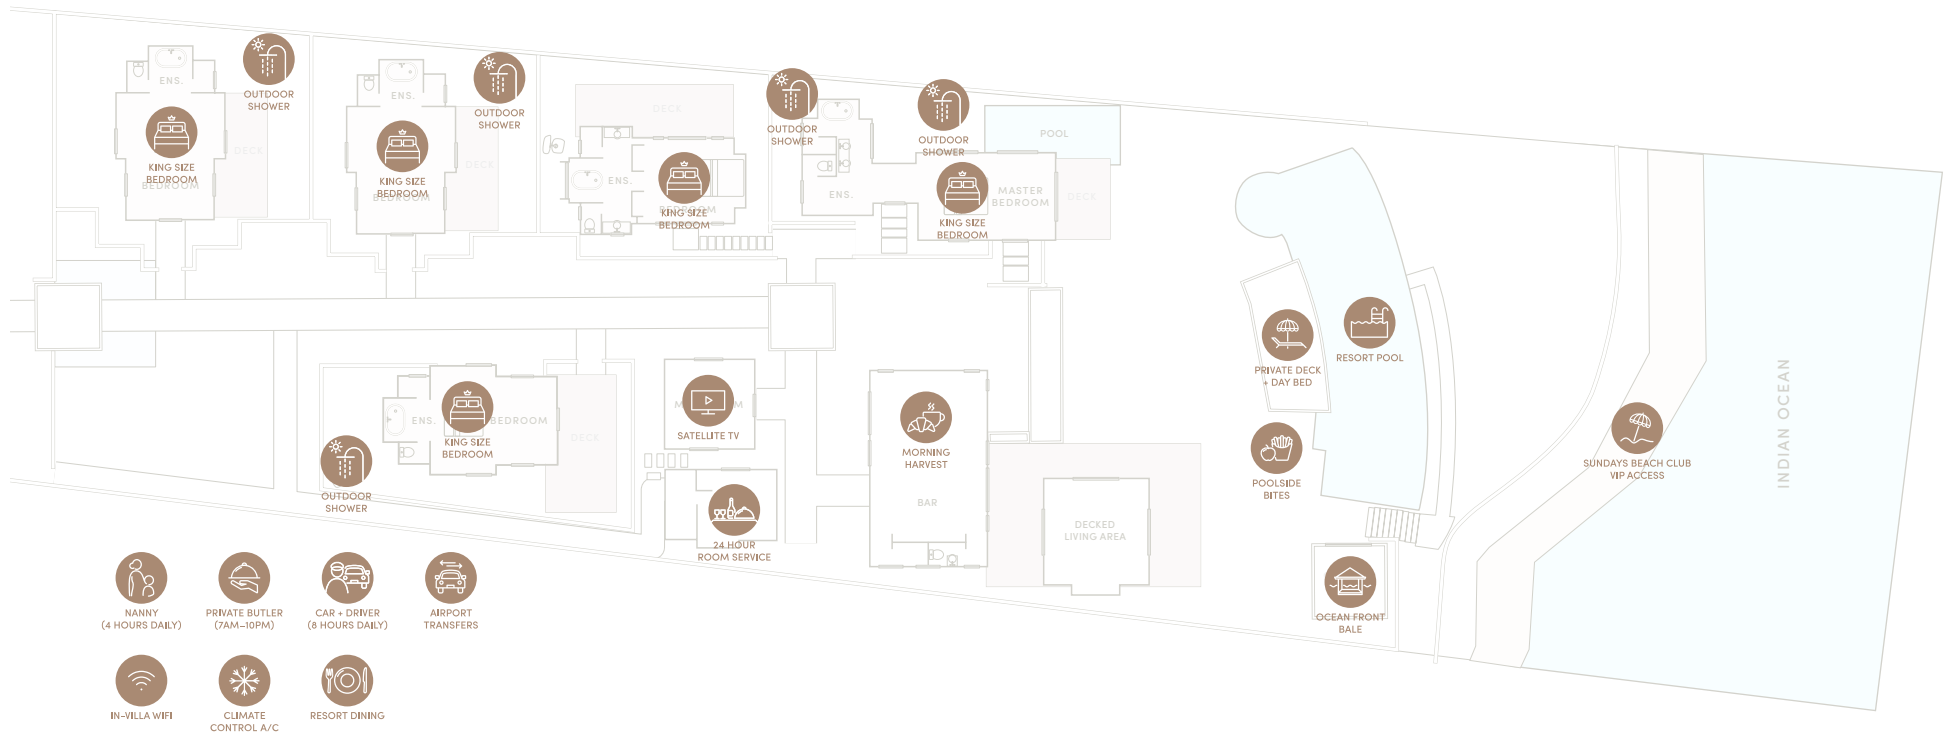 ENS.
OUTDOOR
SHOWER
KING SIZE
BEDROOM
BEDROOM
DECK
ENS.
OUTDOOR
SHOWER
KING SIZE
BEDROOM
BEDROOM
DECK
DECK
ENS.
KING SIZE
BEDROOM
BEDROOM
OUTDOOR
SHOWER
ENS.
OUTDOOR
SHOWER
KING SIZE
BEDROOM
MASTER
BEDROOM
POOL
DECK
ENS.
KING SIZE
BEDROOM
BEDROOM
DECK
OUTDOOR
SHOWER
SATELLITE TV
24 HOUR
ROOM SERVICE
MORNING
HARVEST
BAR
DECKED
LIVING AREA
PRIVATE DECK
+ DAY BED
RESORT POOL
POOLSIDE
BITES
OCEAN FRONT
BALE
SUNDAYS BEACH CLUB
VIP ACCESS
INDIAN OCEAN
NANNY
(4 HOURS DAILY)
PRIVATE BUTLER
(7AM–10PM)
CAR + DRIVER
(8 HOURS DAILY)
AIRPORT
TRANSFERS
IN-VILLA WIFI
CLIMATE
CONTROL A/C
RESORT DINING